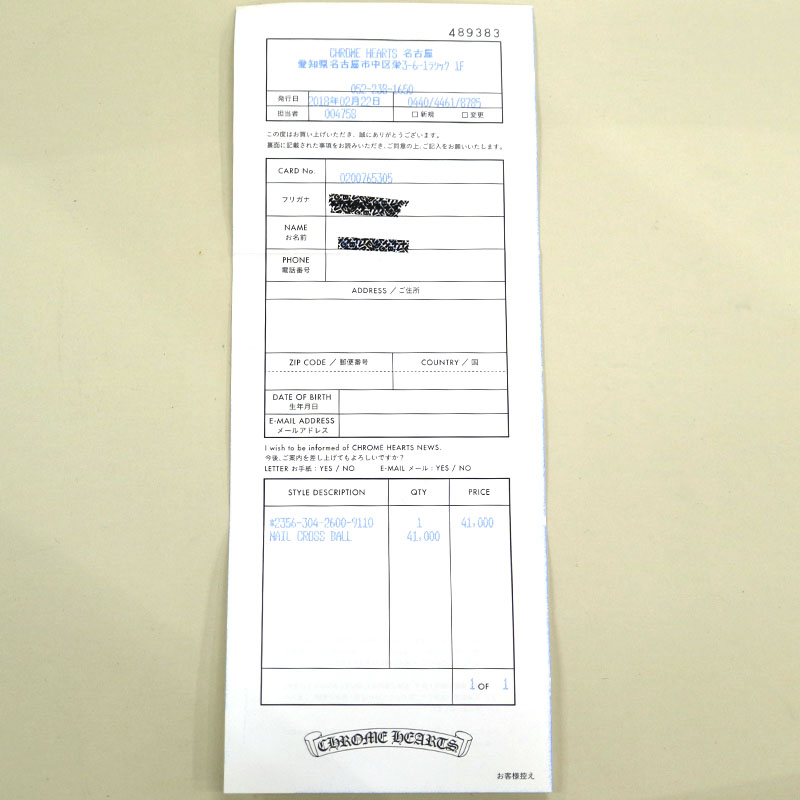 489383
CHROME HEARTS 名古屋
愛知県名古屋市中区栄3-6-1ラシック 1F
052-238-1650
発行日 2018年02月22日 0440/4461/8785
担当者 004758 □新規 □変更
この度はお買い上げいただき、誠にありがとうございます。
裏面に記載された事項をお読みいただき、ご同意の上、ご記入をお願いいたします。
CARD No. 0200765305
フリガナ
NAME
お名前
PHONE
電話番号
ADDRESS / ご住所
ZIP CODE / 郵便番号 COUNTRY / 国
DATE OF BIRTH
生年月日
E-MAIL ADDRESS
メールアドレス
I wish to be informed of CHROME HEARTS NEWS.
今後、ご案内を差し上げてもよろしいですか？
LETTER お手紙：YES / NO E-MAIL メール：YES / NO
STYLE DESCRIPTION QTY PRICE
*2356-304-2600-9110 1 41,000
NAIL CROSS BALL 41,000
1 OF 1
CHROME HEARTS
お客様控え